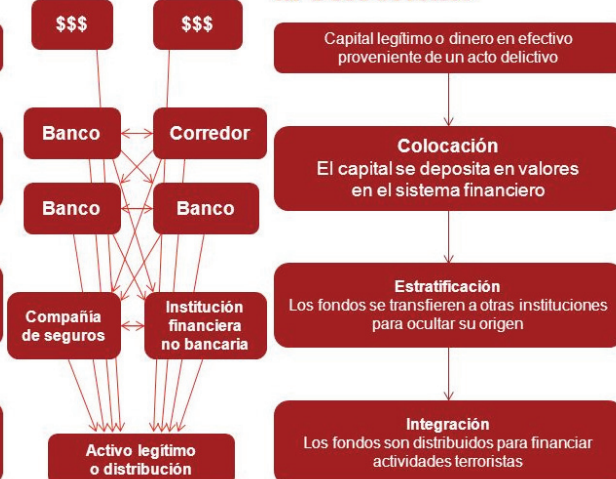 $$$
$$$
Banco
Corredor
Banco
Banco
Compañía
de seguros
Institución
financiera
no bancaria
Activo legítimo
o distribución
Capital legítimo o dinero en efectivo
proveniente de un acto delictivo
Colocación
El capital se deposita en valores
en el sistema financiero
Estratificación
Los fondos se transfieren a otras instituciones
para ocultar su origen
Integración
Los fondos son distribuidos para financiar
actividades terroristas